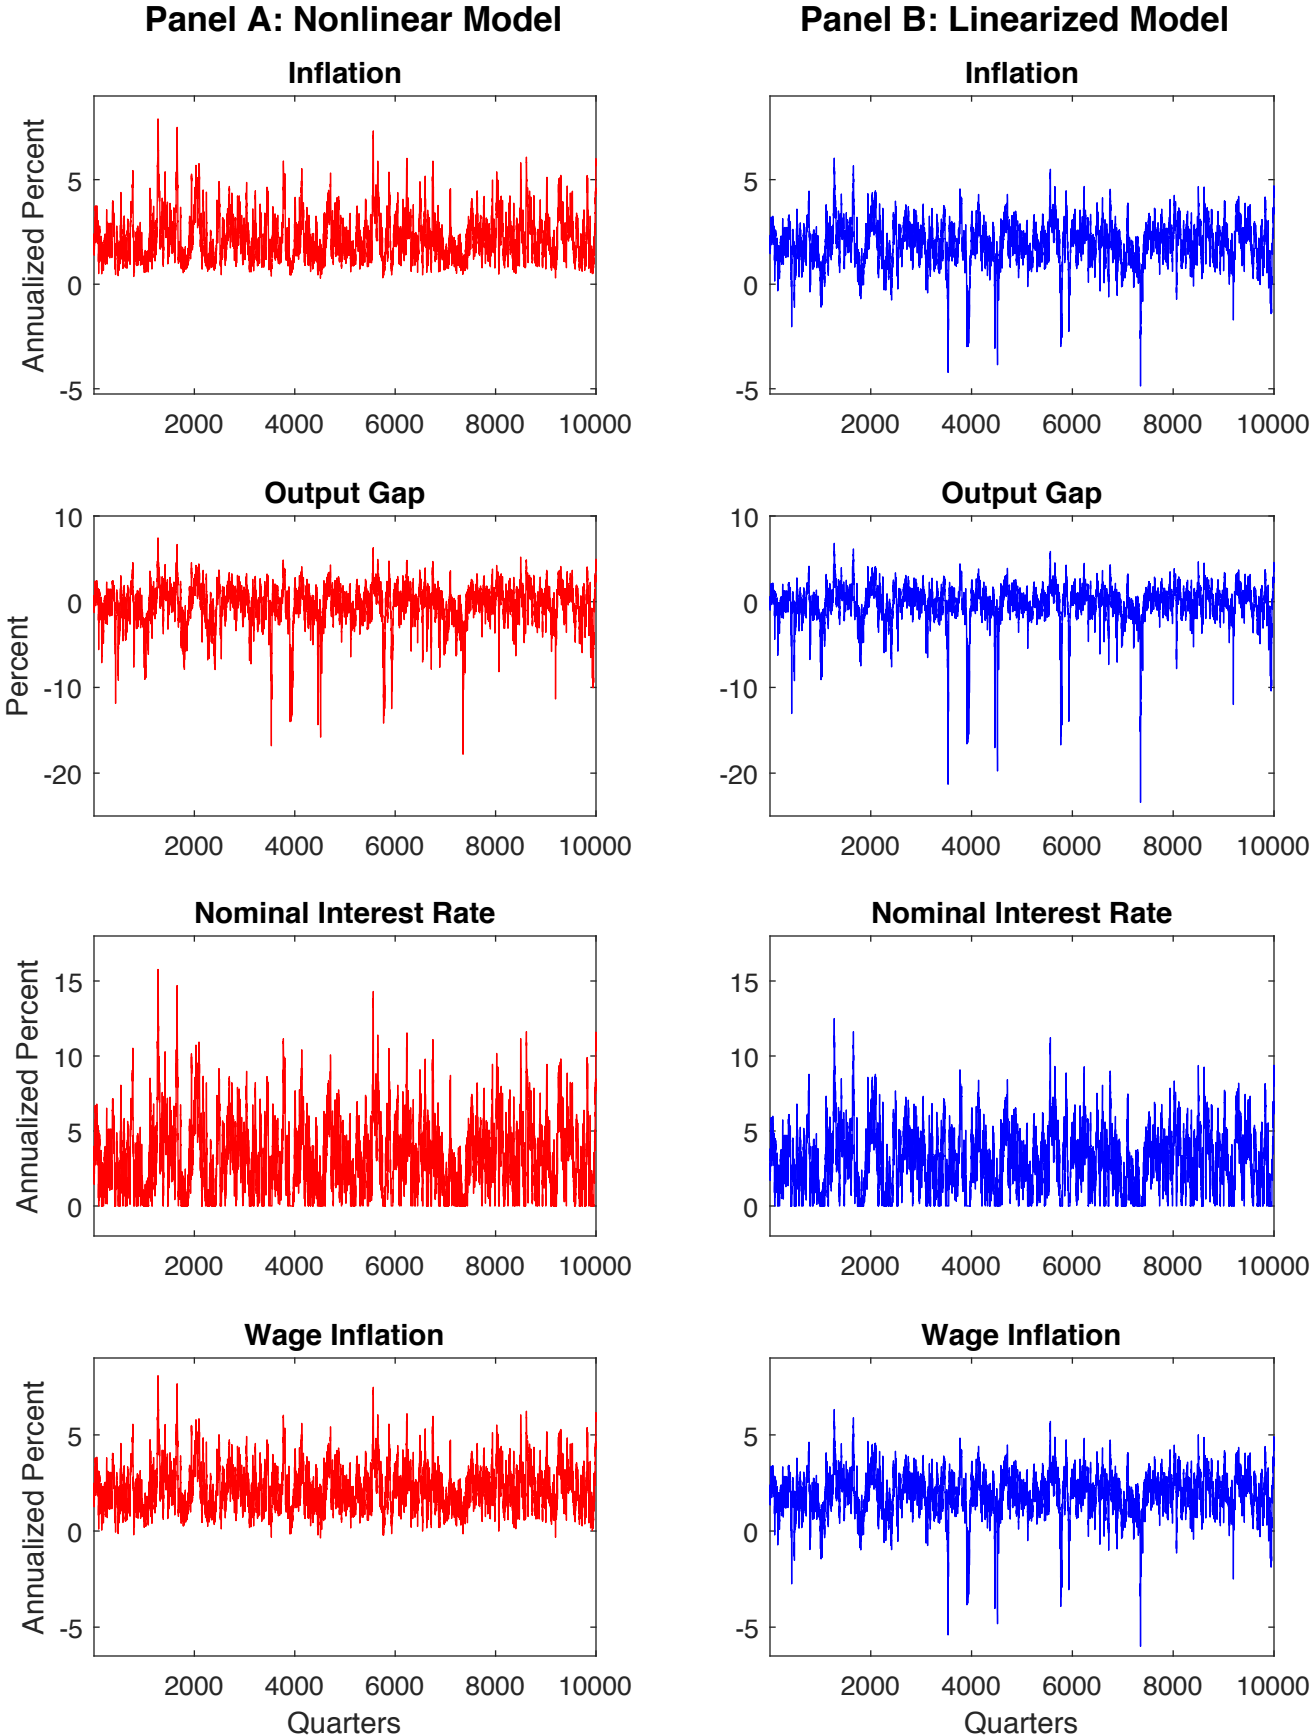 Panel A: Nonlinear Model
Panel B: Linearized Model
Inflation
Inflation
Annualized Percent
5
0
-5
2000 4000 6000 8000 10000
5
0
-5
2000 4000 6000 8000 10000
Output Gap
Output Gap
Percent
10
0
-10
-20
2000 4000 6000 8000 10000
10
0
-10
-20
2000 4000 6000 8000 10000
Nominal Interest Rate
Nominal Interest Rate
Annualized Percent
15
10
5
0
2000 4000 6000 8000 10000
15
10
5
0
2000 4000 6000 8000 10000
Wage Inflation
Wage Inflation
Annualized Percent
5
0
-5
2000 4000 6000 8000 10000
Quarters
5
0
-5
2000 4000 6000 8000 10000
Quarters